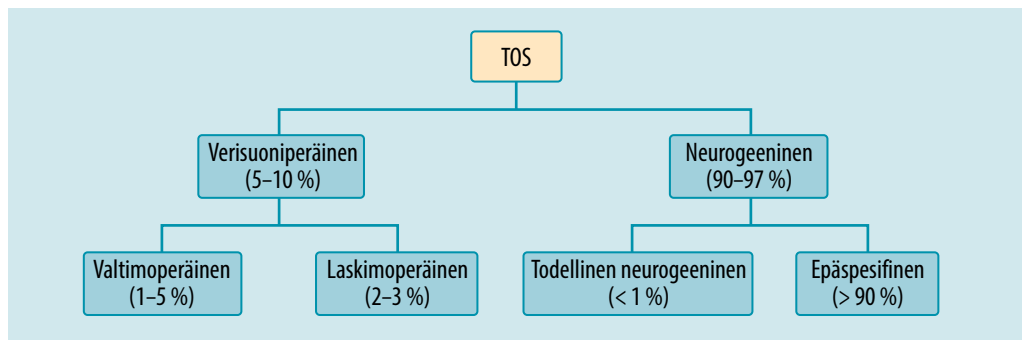 TOS
Verisuoniperäinen
(5–10 %)
Neurogeeninen
(90–97 %)
Valtimoperäinen
(1–5 %)
Laskimoperäinen
(2–3 %)
Todellinen neurogeeninen
(< 1 %)
Epäspesifinen
(> 90 %)